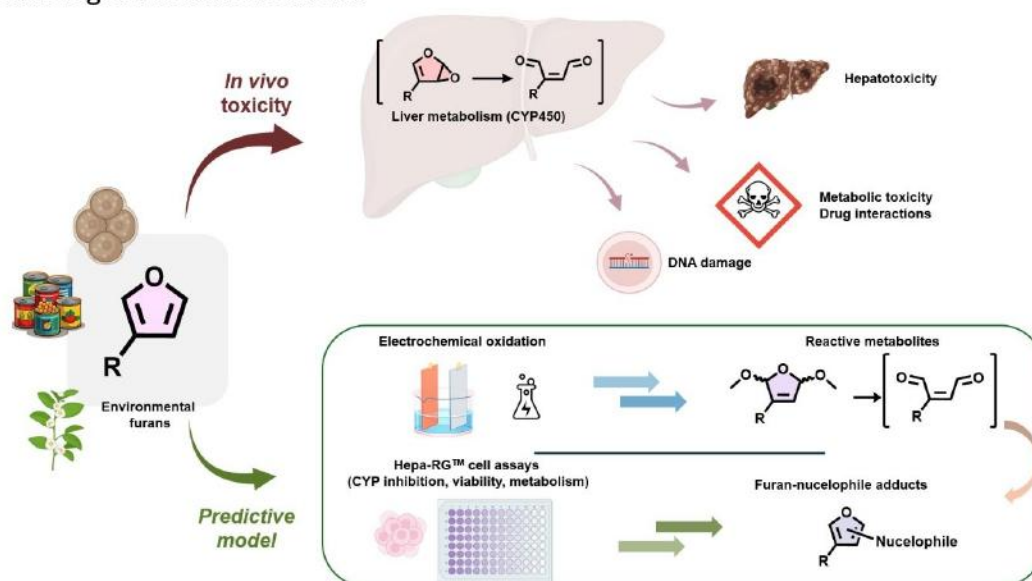 In vivo
toxicity
O
O
R
O
O
R
Liver metabolism (CYP450)
Hepatotoxicity
Metabolic toxicity
Drug interactions
DNA damage
O
R
Environmental
furans
Predictive
model
Electrochemical oxidation
Reactive metabolites
O
O
O
R
O
O
R
Hepa-RG™ cell assays
(CYP inhibition, viability, metabolism)
Furan-nucelophile adducts
O
R
Nucelophile